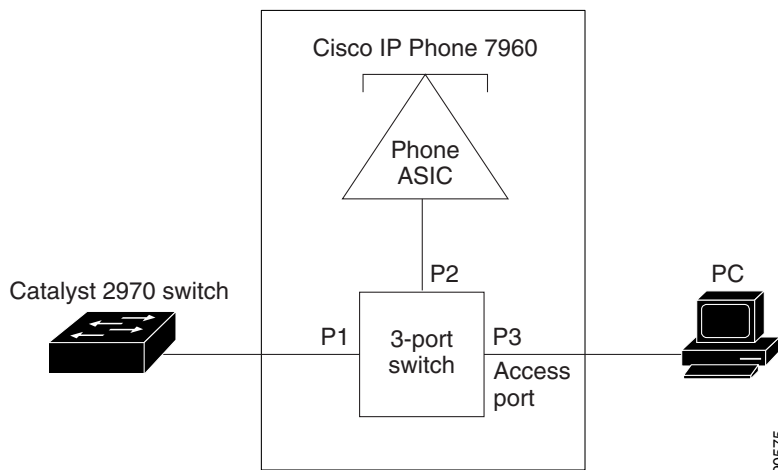 Cisco IP Phone 7960
Phone
ASIC
P2
PC
Catalyst 2970 switch
P1
3-port
switch
P3
Access
port